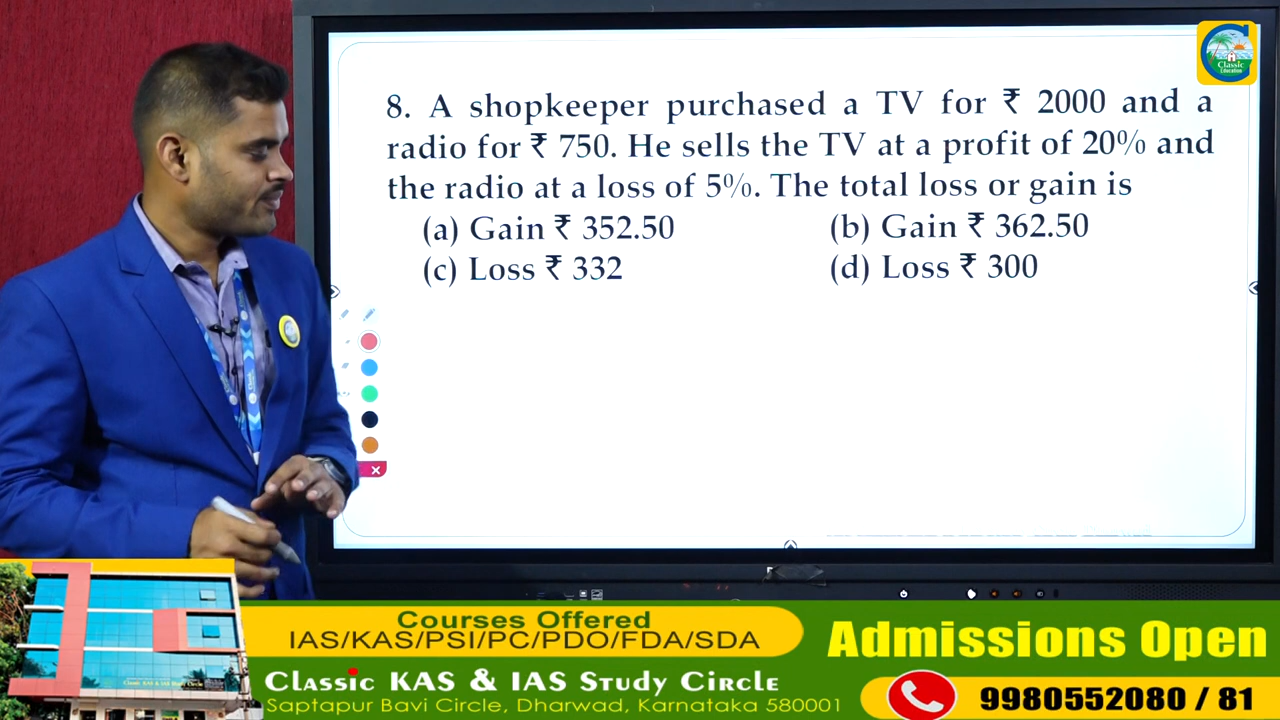 Classic
Education
8. A shopkeeper purchased a TV for ₹ 2000 and a
radio for ₹ 750. He sells the TV at a profit of 20% and
the radio at a loss of 5%. The total loss or gain is
(a) Gain ₹ 352.50 (b) Gain ₹ 362.50
(c) Loss ₹ 332 (d) Loss ₹ 300
Courses Offered
IAS/KAS/PSI/PC/PDO/FDA/SDA
Classic KAS & IAS Study Circle
Saptapur Bavi Circle, Dharwad, Karnataka 580001
Admissions Open
9980552080 / 81